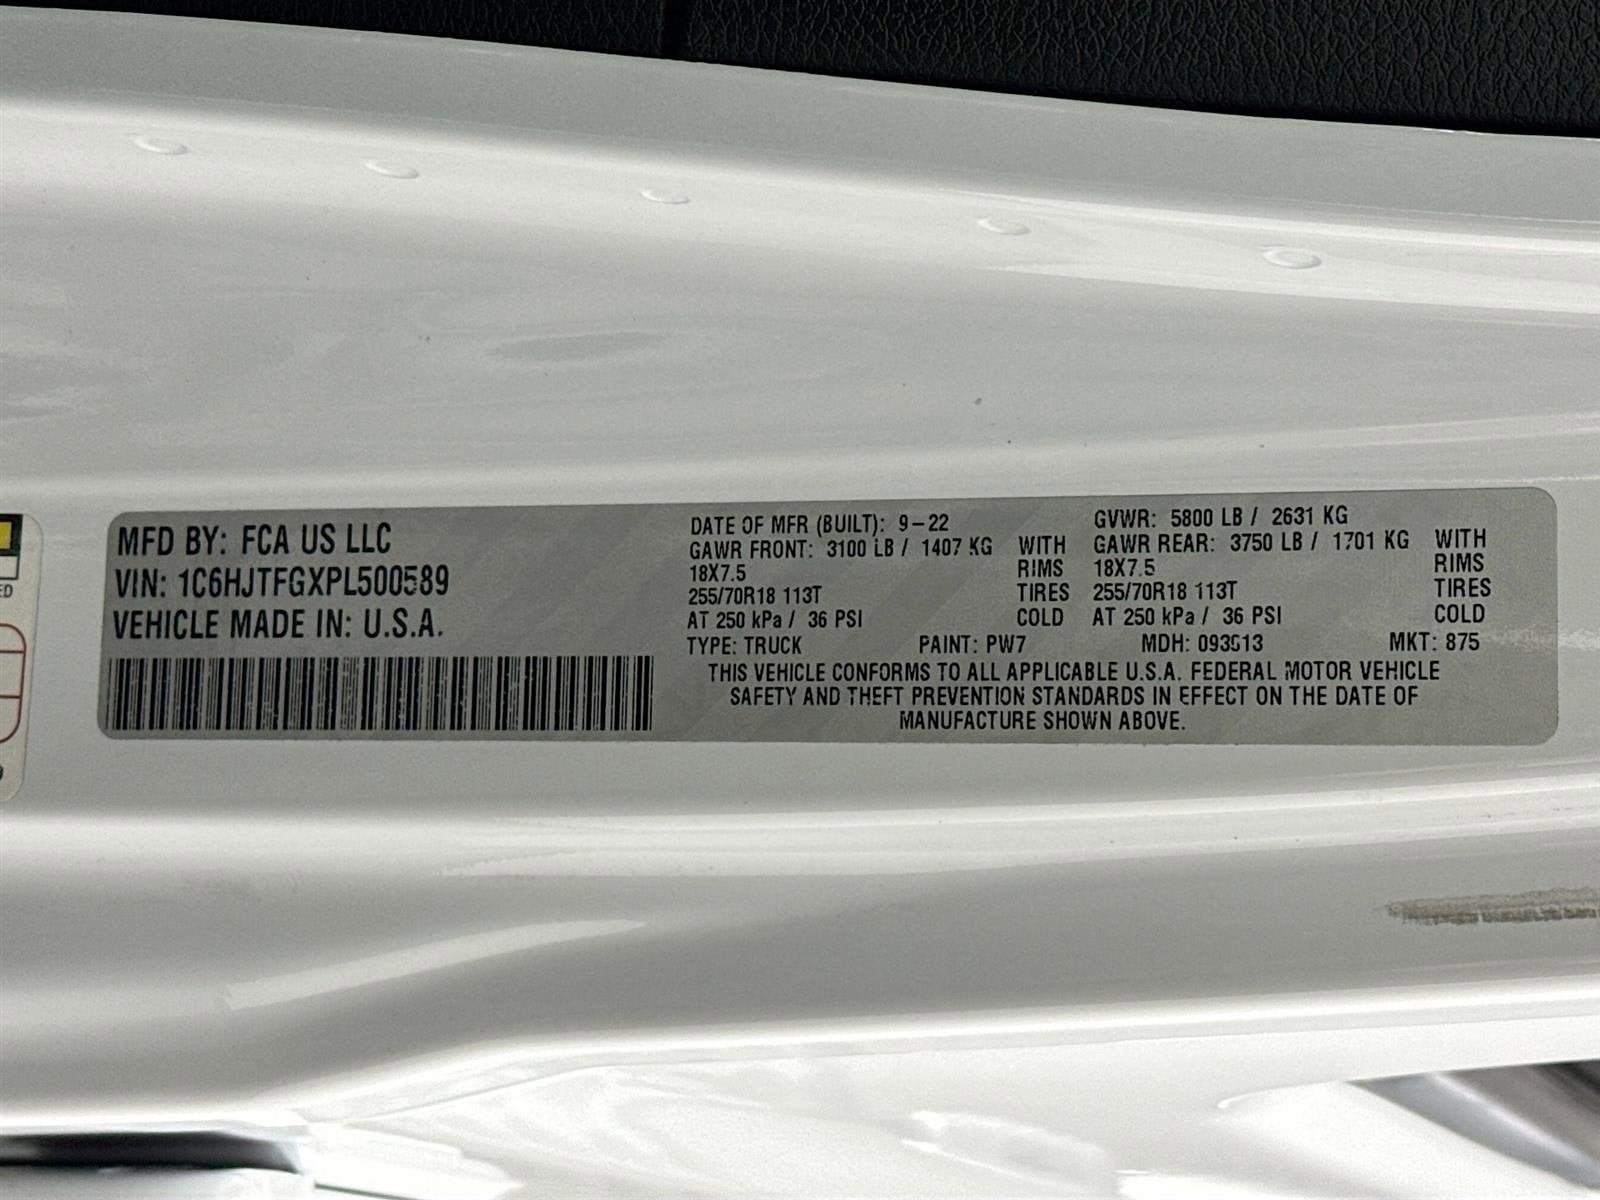 MFD BY: FCA US LLC
VIN: 1C6HJTFGXPL500589
VEHICLE MADE IN: U.S.A.
DATE OF MFR (BUILT): 9-22
GAWR FRONT: 3100 LB / 1407 KG WITH
18X7.5 RIMS
255/70R18 113T TIRES
AT 250 kPa / 36 PSI COLD
GVWR: 5800 LB / 2631 KG
GAWR REAR: 3750 LB / 1701 KG WITH
18X7.5 RIMS
255/70R18 113T TIRES
AT 250 kPa / 36 PSI COLD
TYPE: TRUCK PAINT: PW7 MDH: 093513 MKT: 875
THIS VEHICLE CONFORMS TO ALL APPLICABLE U.S.A. FEDERAL MOTOR VEHICLE
SAFETY AND THEFT PREVENTION STANDARDS IN EFFECT ON THE DATE OF
MANUFACTURE SHOWN ABOVE.